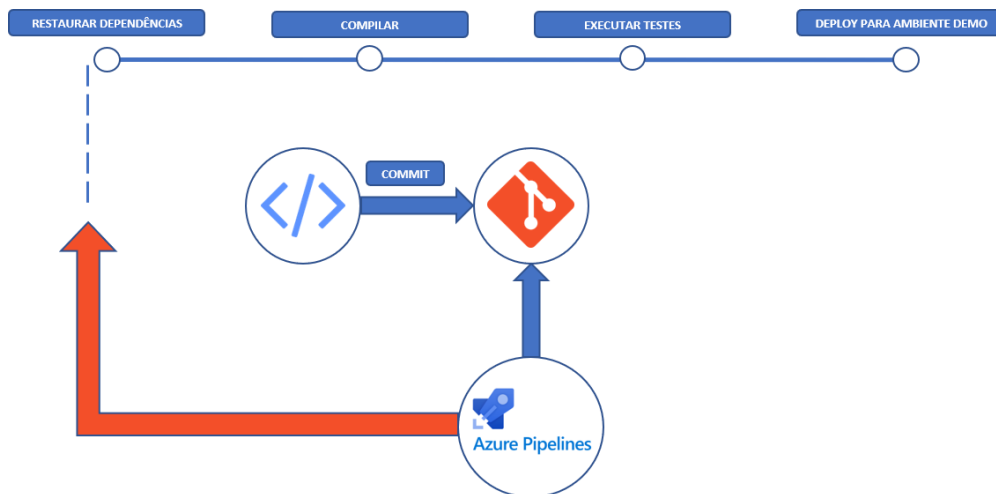 RESTAURAR DEPENDÊNCIAS
COMPILAR
EXECUTAR TESTES
DEPLOY PARA AMBIENTE DEMO
COMMIT
Azure Pipelines